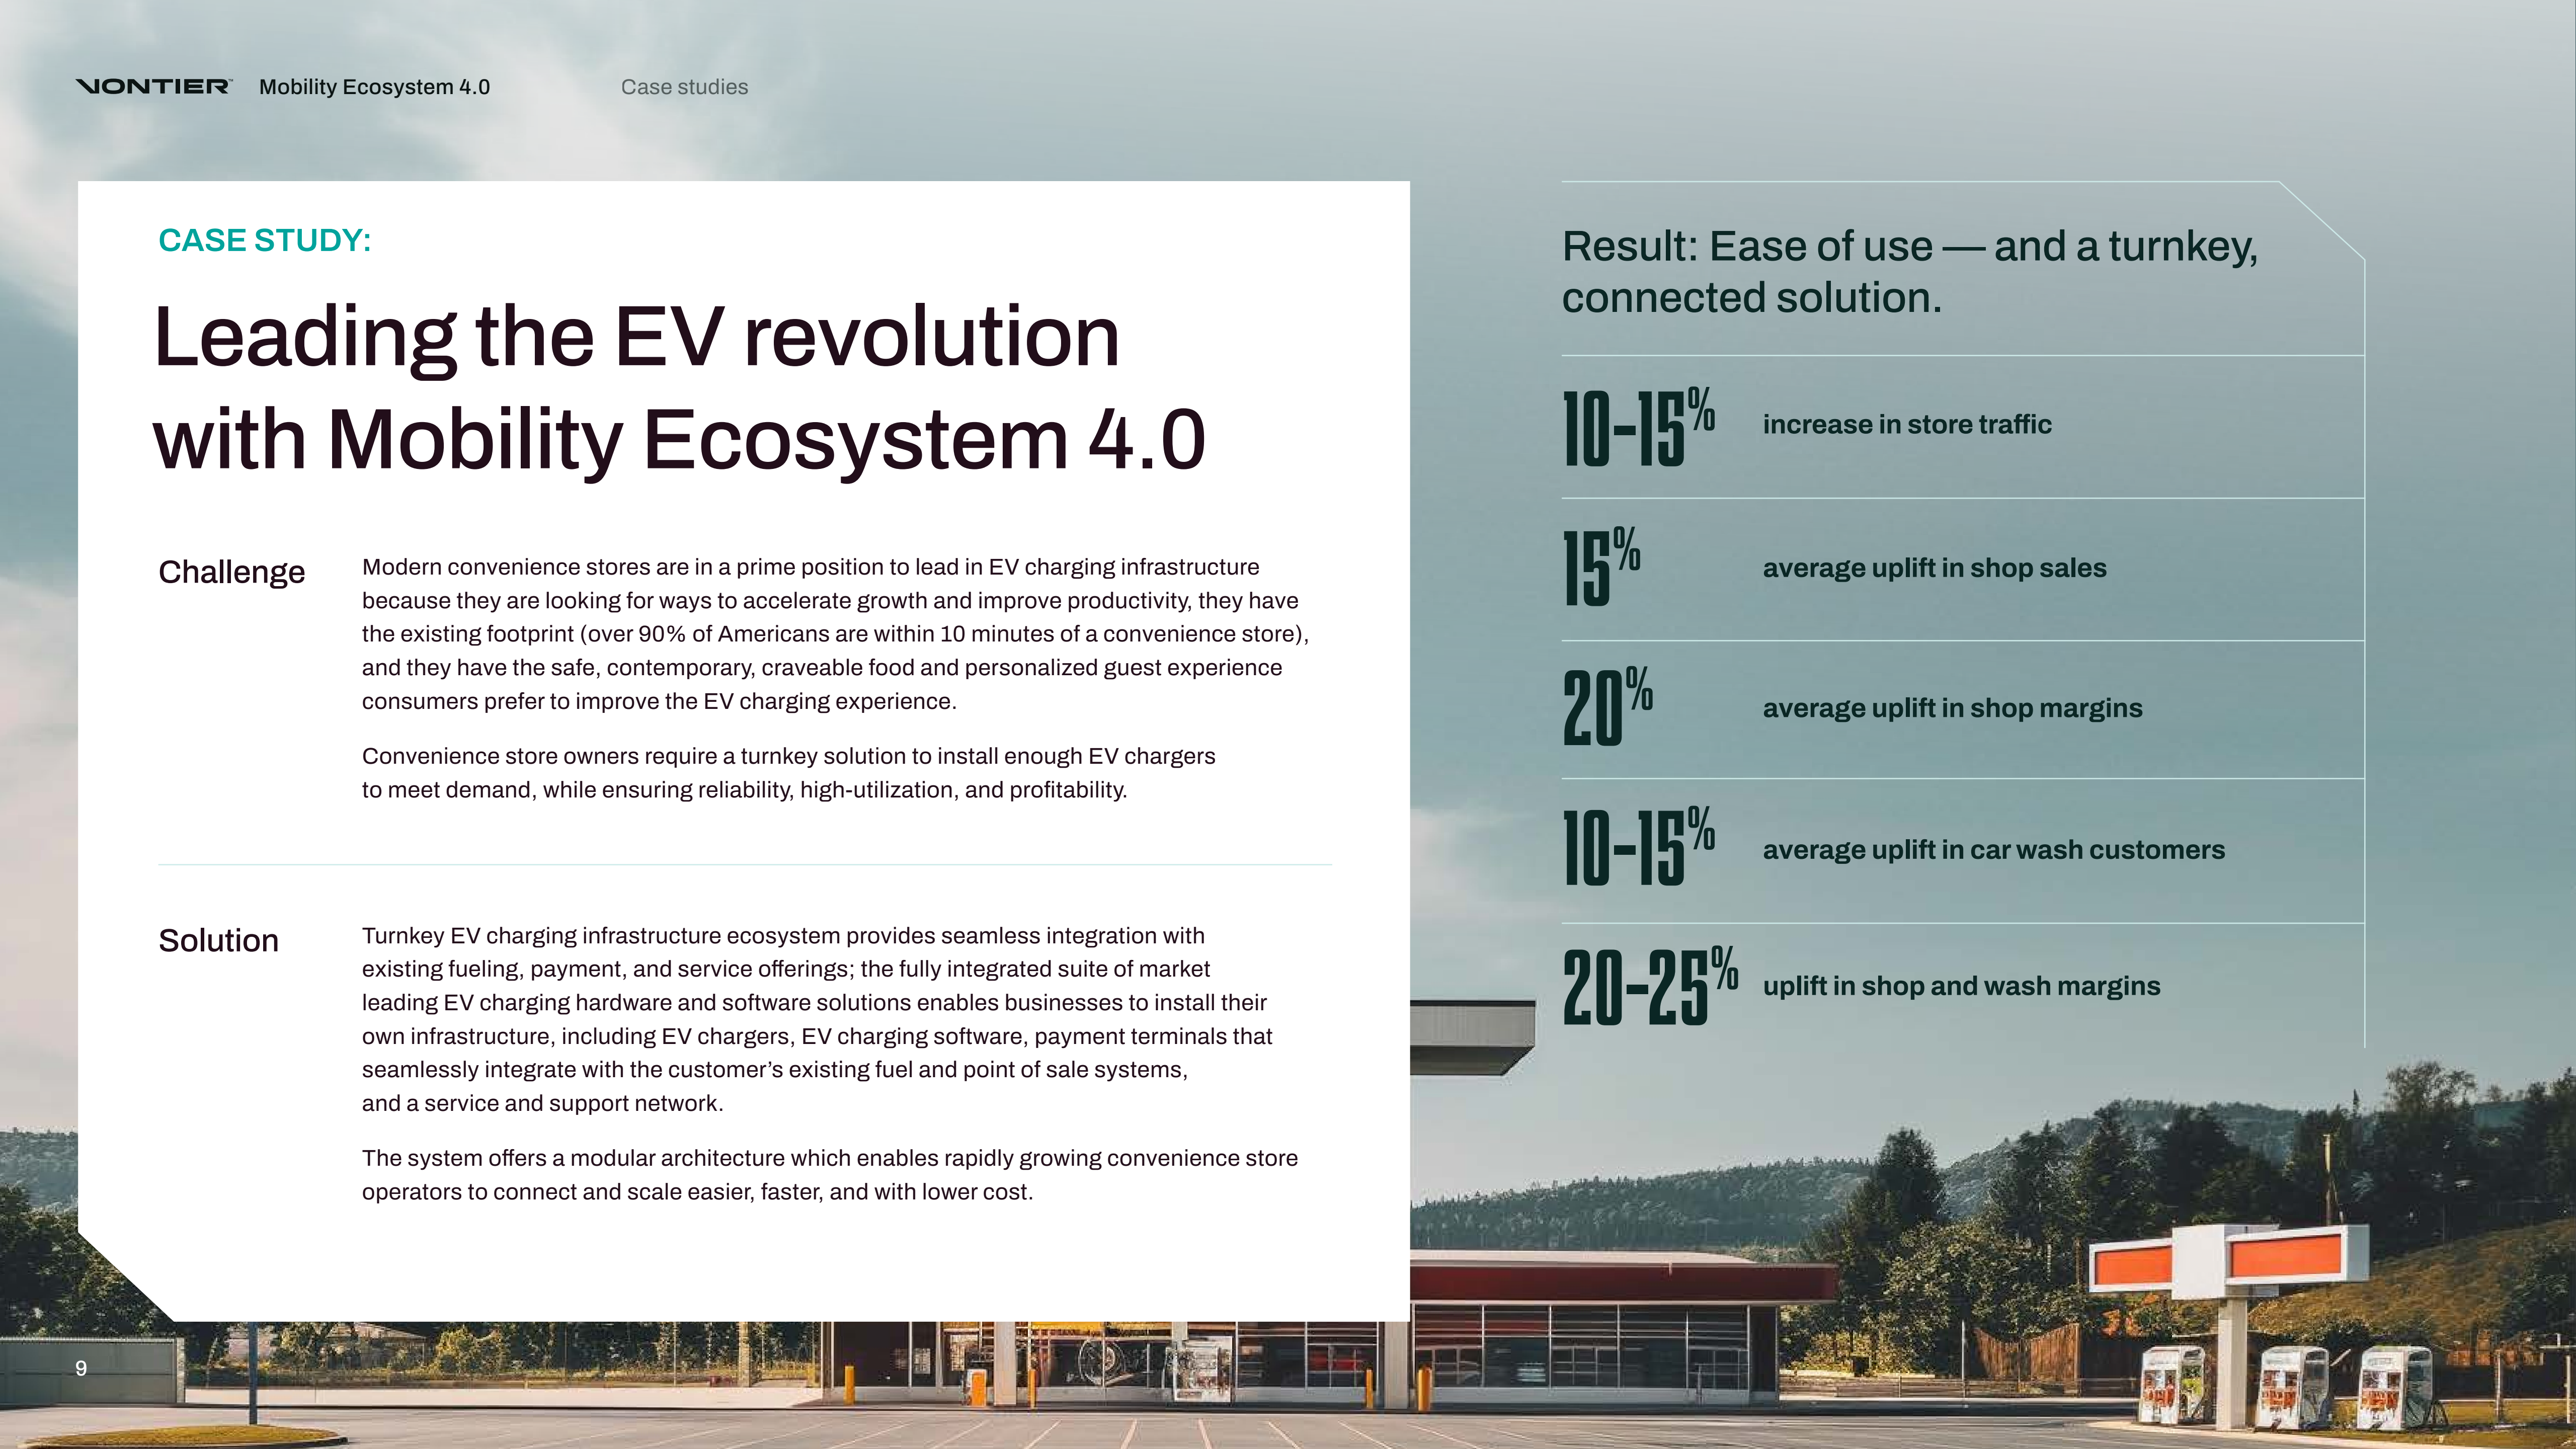 VONTIER™ Mobility Ecosystem 4.0 Case studies
CASE STUDY:
Leading the EV revolution
with Mobility Ecosystem 4.0
Challenge
Modern convenience stores are in a prime position to lead in EV charging infrastructure
because they are looking for ways to accelerate growth and improve productivity, they have
the existing footprint (over 90% of Americans are within 10 minutes of a convenience store),
and they have the safe, contemporary, craveable food and personalized guest experience
consumers prefer to improve the EV charging experience.
Convenience store owners require a turnkey solution to install enough EV chargers
to meet demand, while ensuring reliability, high-utilization, and profitability.
Solution
Turnkey EV charging infrastructure ecosystem provides seamless integration with
existing fueling, payment, and service offerings; the fully integrated suite of market
leading EV charging hardware and software solutions enables businesses to install their
own infrastructure, including EV chargers, EV charging software, payment terminals that
seamlessly integrate with the customer’s existing fuel and point of sale systems,
and a service and support network.
The system offers a modular architecture which enables rapidly growing convenience store
operators to connect and scale easier, faster, and with lower cost.
Result: Ease of use — and a turnkey,
connected solution.
10–15% increase in store traffic
15% average uplift in shop sales
20% average uplift in shop margins
10–15% average uplift in car wash customers
20–25% uplift in shop and wash margins
9